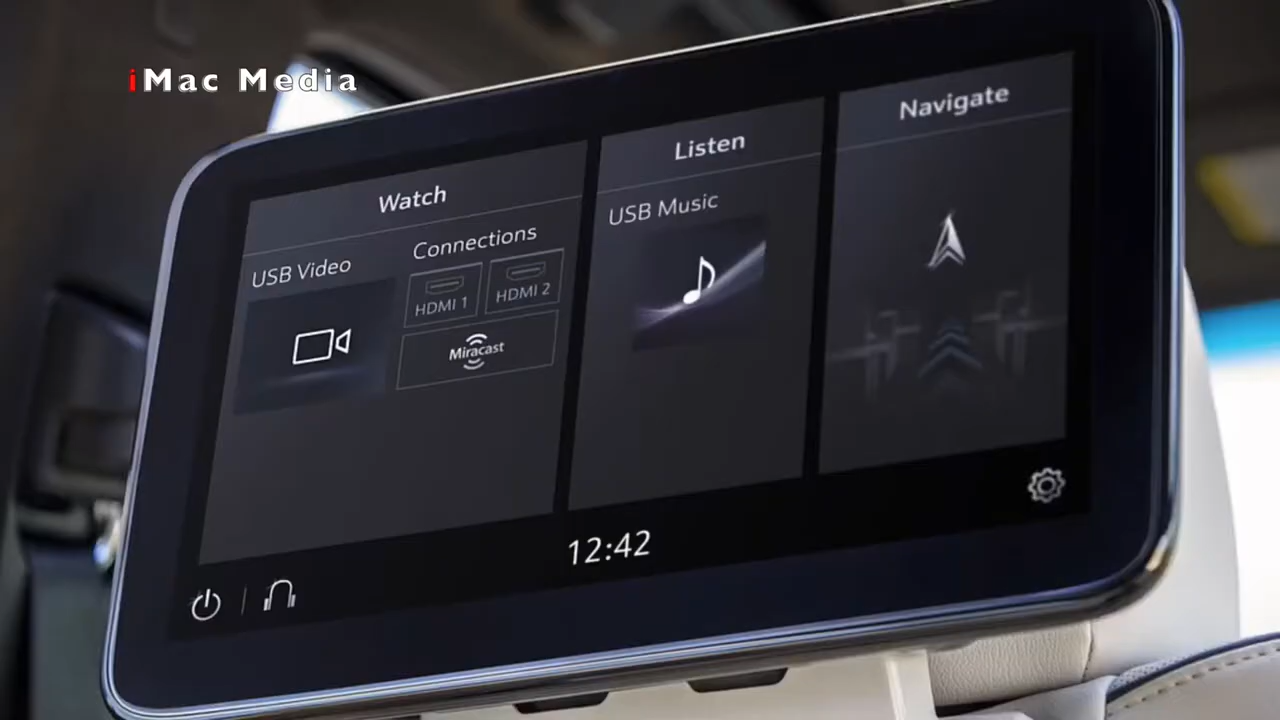 iMac Media
Watch
USB Video
Connections
HDMI 1
HDMI 2
Miracast
Listen
USB Music
Navigate
12:42